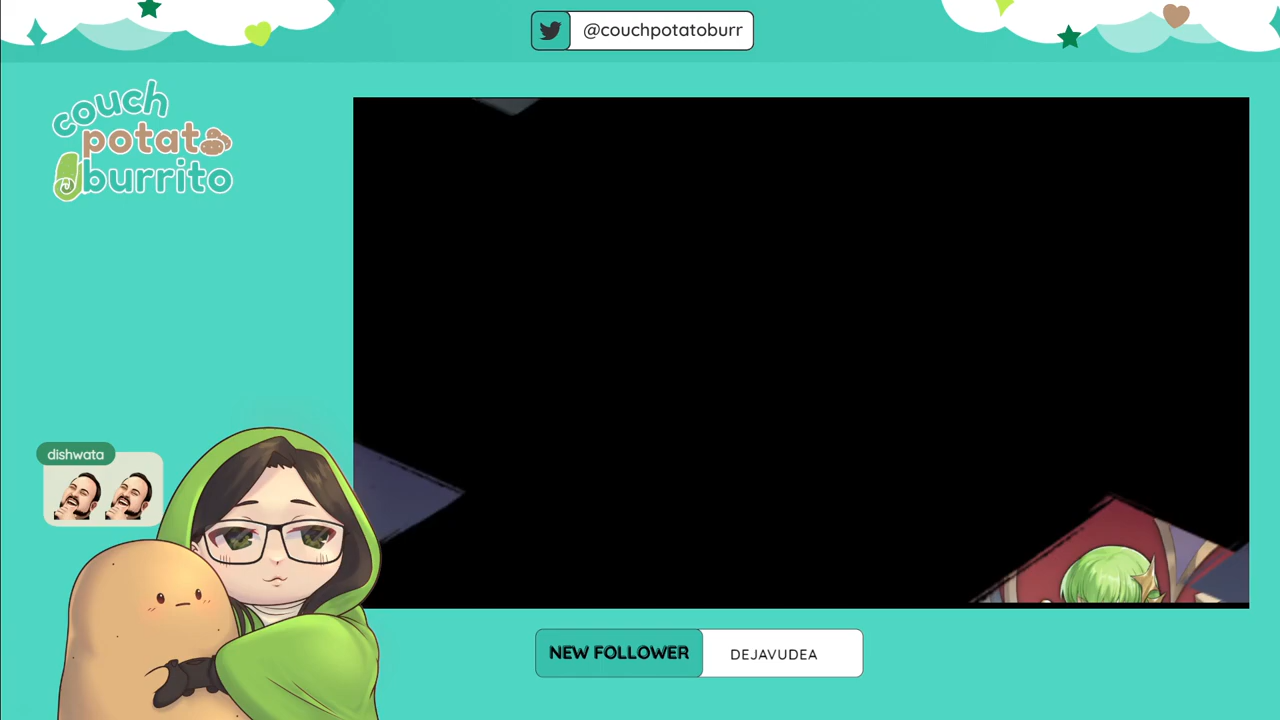 @couchpotatoburr
couch
potato
burrito
dishwata
NEW FOLLOWER
DEJAVUDEA